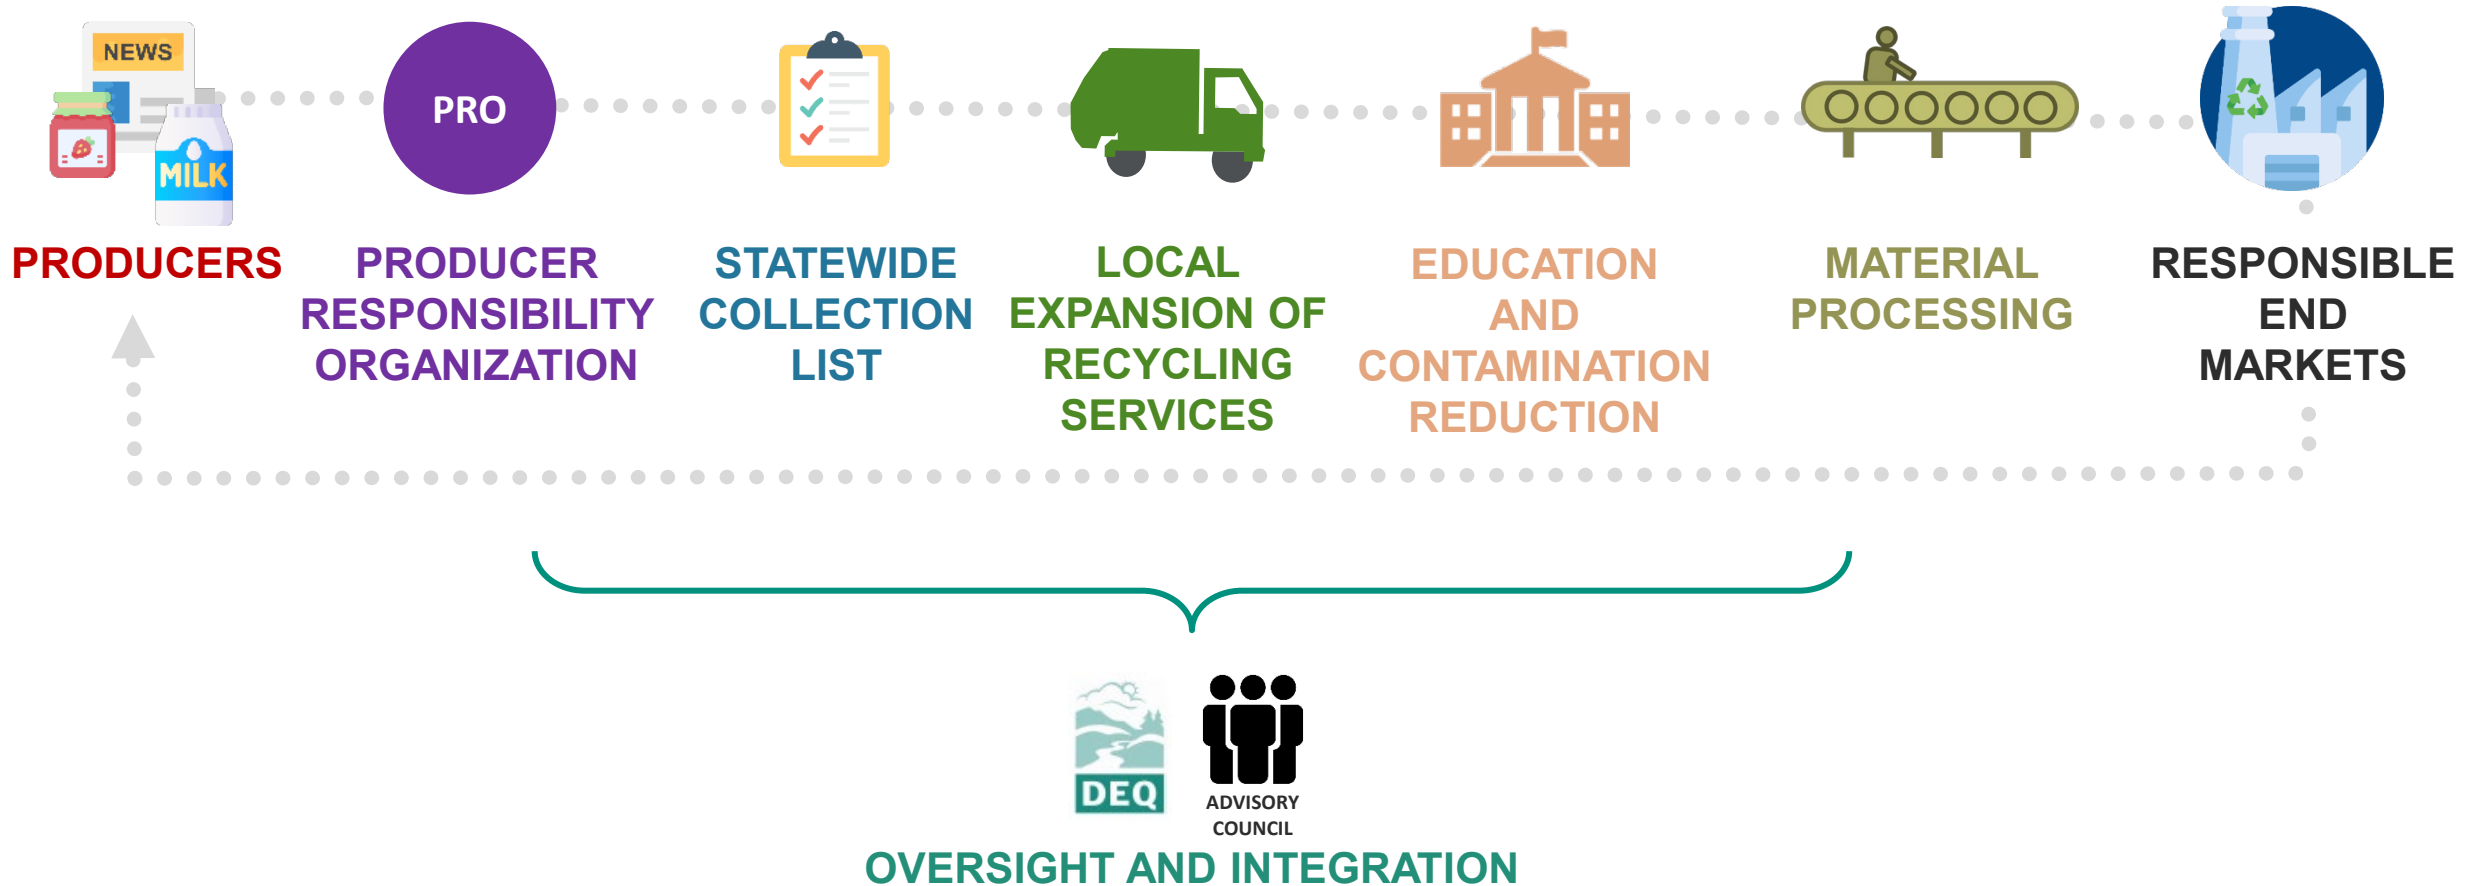 NEWS
MILK
PRO
PRODUCERS
PRODUCER
RESPONSIBILITY
ORGANIZATION
STATEWIDE
COLLECTION
LIST
LOCAL
EXPANSION OF
RECYCLING
SERVICES
EDUCATION
AND
CONTAMINATION
REDUCTION
MATERIAL
PROCESSING
RESPONSIBLE
END
MARKETS
DEQ
ADVISORY
COUNCIL
OVERSIGHT AND INTEGRATION